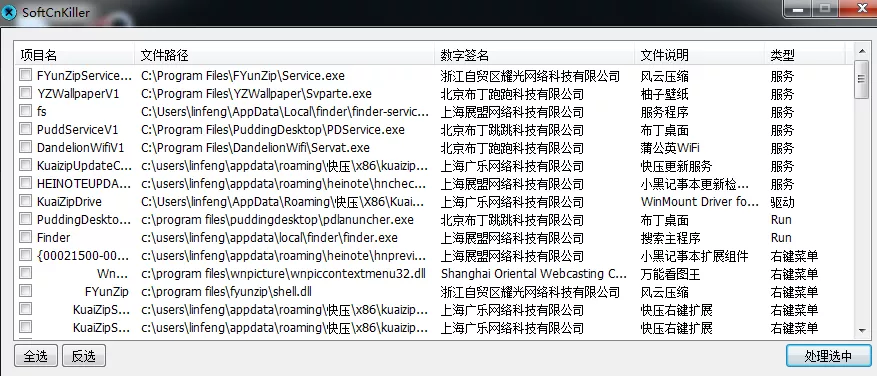 SoftCnKiller
项目名 文件路径 数字签名 文件说明 类型
FYunZipService... C:\Program Files\FYunZip\Service.exe 浙江自贸区耀光网络科技有限公司 风云压缩 服务
YZWallpaperV1 C:\Program Files\YZWallpaper\Svparte.exe 北京布丁跑跑科技有限公司 柚子壁纸 服务
fs C:\Users\linfeng\AppData\Local\finder\finder-servic... 上海展盟网络科技有限公司 服务程序 服务
PuddServiceV1 C:\Program Files\PuddingDesktop\PDService.exe 北京布丁跳跳科技有限公司 布丁桌面 服务
DandelionWifiV1 C:\Program Files\DandelionWifi\Servat.exe 北京布丁跑跑科技有限公司 蒲公英WiFi 服务
KuaizipUpdateC... c:\users\linfeng\appdata\roaming\快压\x86\kuaizip... 上海广乐网络科技有限公司 快压更新服务 服务
HEINOTEUPDA... c:\users\linfeng\appdata\roaming\heinote\hnchec... 上海展盟网络科技有限公司 小黑记事本更新检... 服务
KuaiZipDrive C:\Users\linfeng\AppData\Roaming\快压\X86\KuaiZi... 上海广乐网络科技有限公司 WinMount Driver fo... 驱动
PuddingDeskto... c:\program files\puddingdesktop\pdlanuncher.exe 北京布丁跳跳科技有限公司 布丁桌面 Run
Finder c:\users\linfeng\appdata\local\finder\finder.exe 上海展盟网络科技有限公司 搜索主程序 Run
{00021500-00... c:\users\linfeng\appdata\roaming\heinote\hnprevi... 上海展盟网络科技有限公司 小黑记事本扩展组件 右键菜单
Wn... c:\program files\wnpicture\wnpiccontextmenu32.dll Shanghai Oriental Webcasting C... 万能看图王 右键菜单
FYunZip c:\program files\fyunzip\shell.dll 浙江自贸区耀光网络科技有限公司 风云压缩 右键菜单
KuaiZipS... c:\users\linfeng\appdata\roaming\快压\x86\kuaizip... 上海广乐网络科技有限公司 快压右键扩展 右键菜单
KuaiZipS... c:\users\linfeng\appdata\roaming\快压\x86\kuaizip... 上海广乐网络科技有限公司 快压右键扩展 右键菜单
全选 反选 处理选中